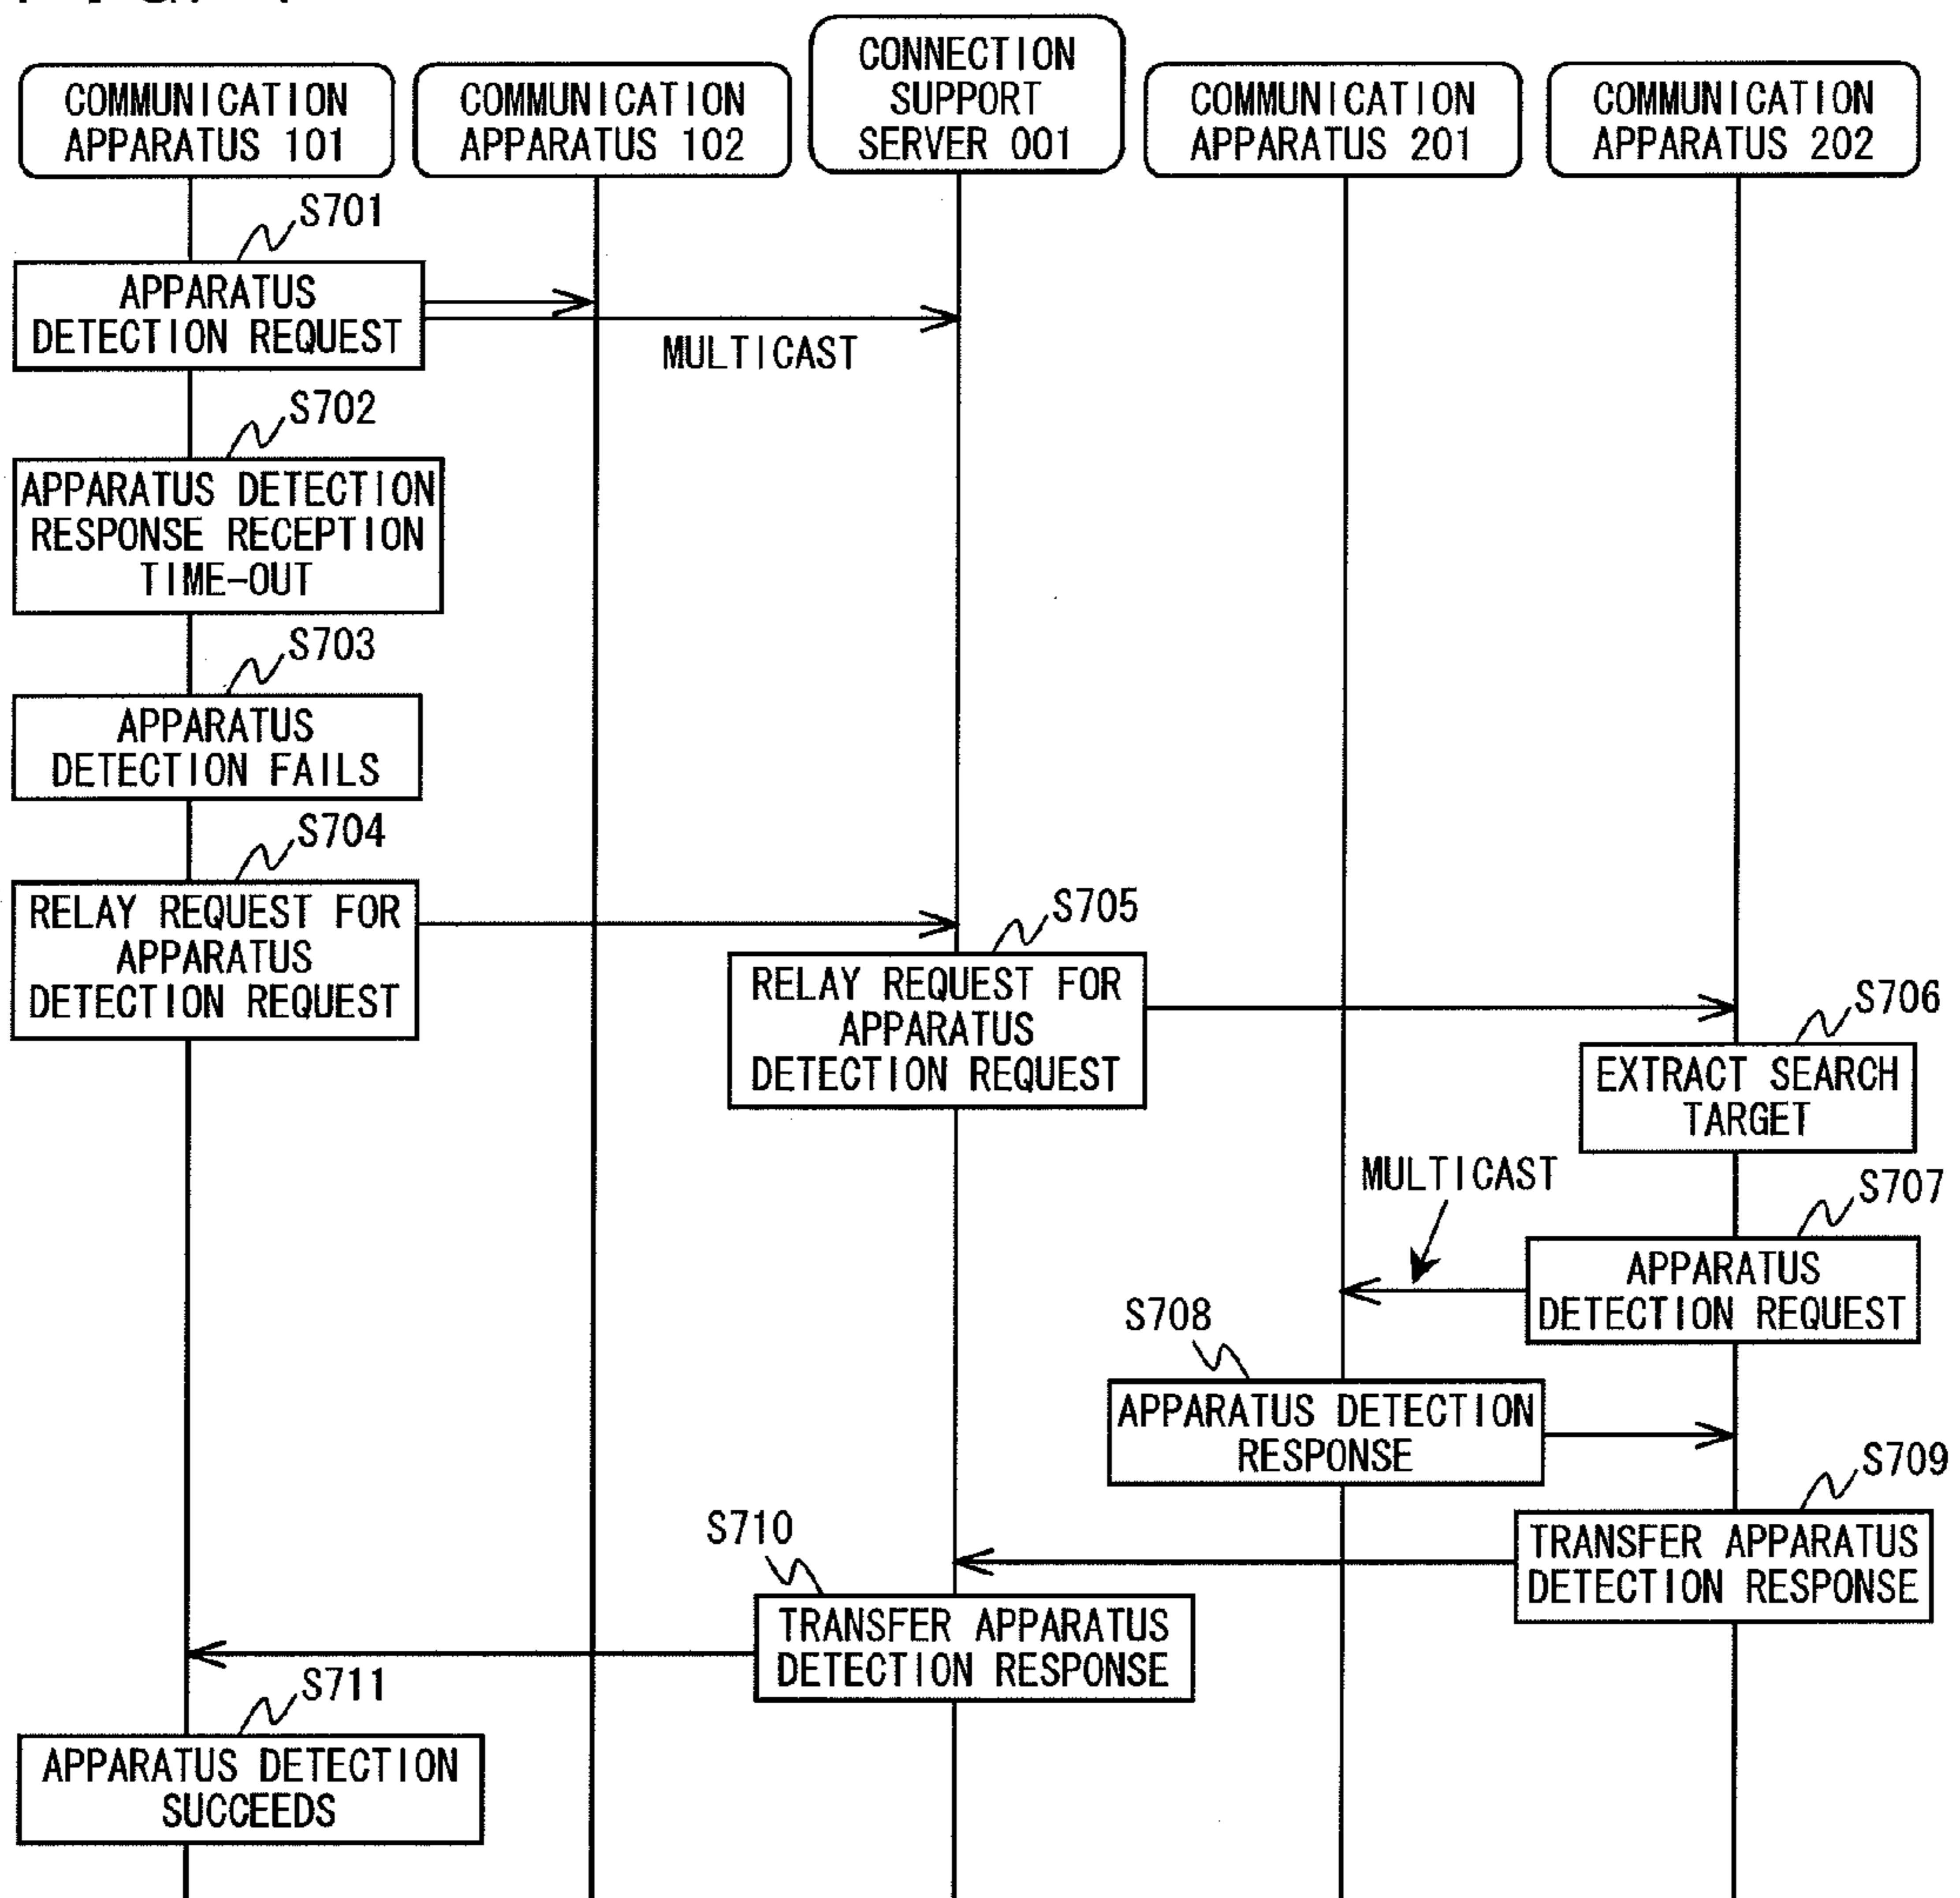 COMMUNICATION
APPARATUS 101
COMMUNICATION
APPARATUS 102
CONNECTION
SUPPORT
SERVER 001
COMMUNICATION
APPARATUS 201
COMMUNICATION
APPARATUS 202
S701
APPARATUS
DETECTION REQUEST
MULTICAST
S702
APPARATUS DETECTION
RESPONSE RECEPTION
TIME-OUT
S703
APPARATUS
DETECTION FAILS
S704
RELAY REQUEST FOR
APPARATUS
DETECTION REQUEST
S705
RELAY REQUEST FOR
APPARATUS
DETECTION REQUEST
S706
EXTRACT SEARCH
TARGET
MULTICAST
S707
APPARATUS
DETECTION REQUEST
S708
APPARATUS DETECTION
RESPONSE
S709
TRANSFER APPARATUS
DETECTION RESPONSE
S710
TRANSFER APPARATUS
DETECTION RESPONSE
S711
APPARATUS DETECTION
SUCCEEDS